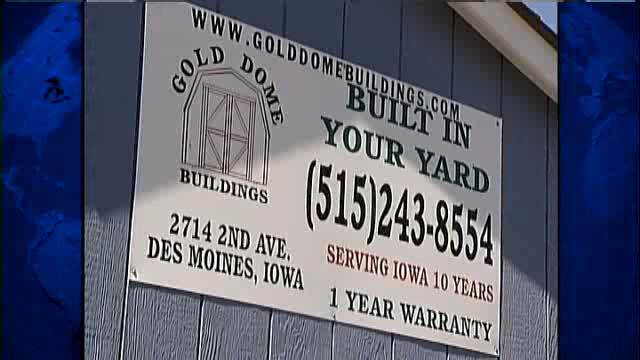 WWW.GOLDDOMEBUILDINGS.COM
GOLD DOME
BUILDINGS
2714 2ND AVE.
DES MOINES, IOWA
BUILT IN
YOUR YARD
(515)243-8554
SERVING IOWA 10 YEARS
1 YEAR WARRANTY